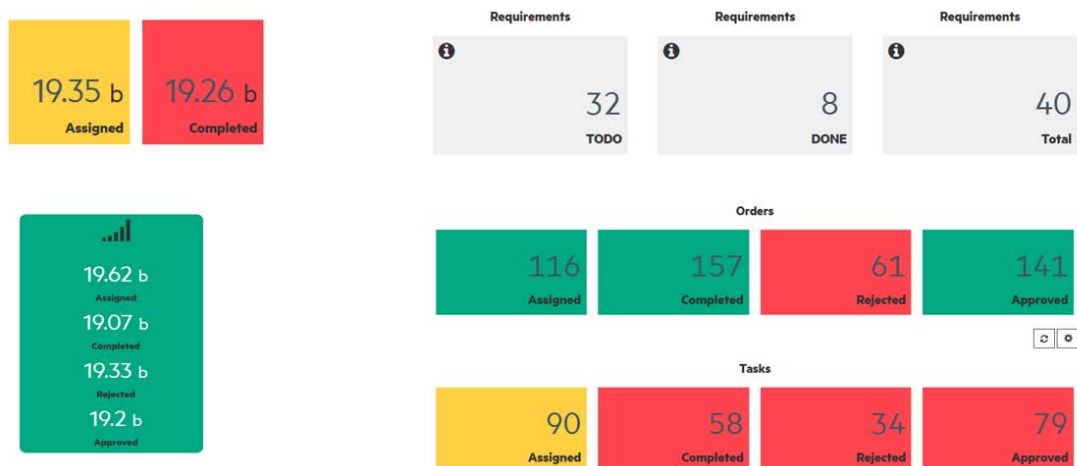 19.35 b
Assigned
19.26 b
Completed
19.62 b
Assigned
19.07 b
Completed
19.33 b
Rejected
19.2 b
Approved
Requirements
32
TODO
Requirements
8
DONE
Requirements
40
Total
Orders
116
Assigned
157
Completed
61
Rejected
141
Approved
Tasks
90
Assigned
58
Completed
34
Rejected
79
Approved